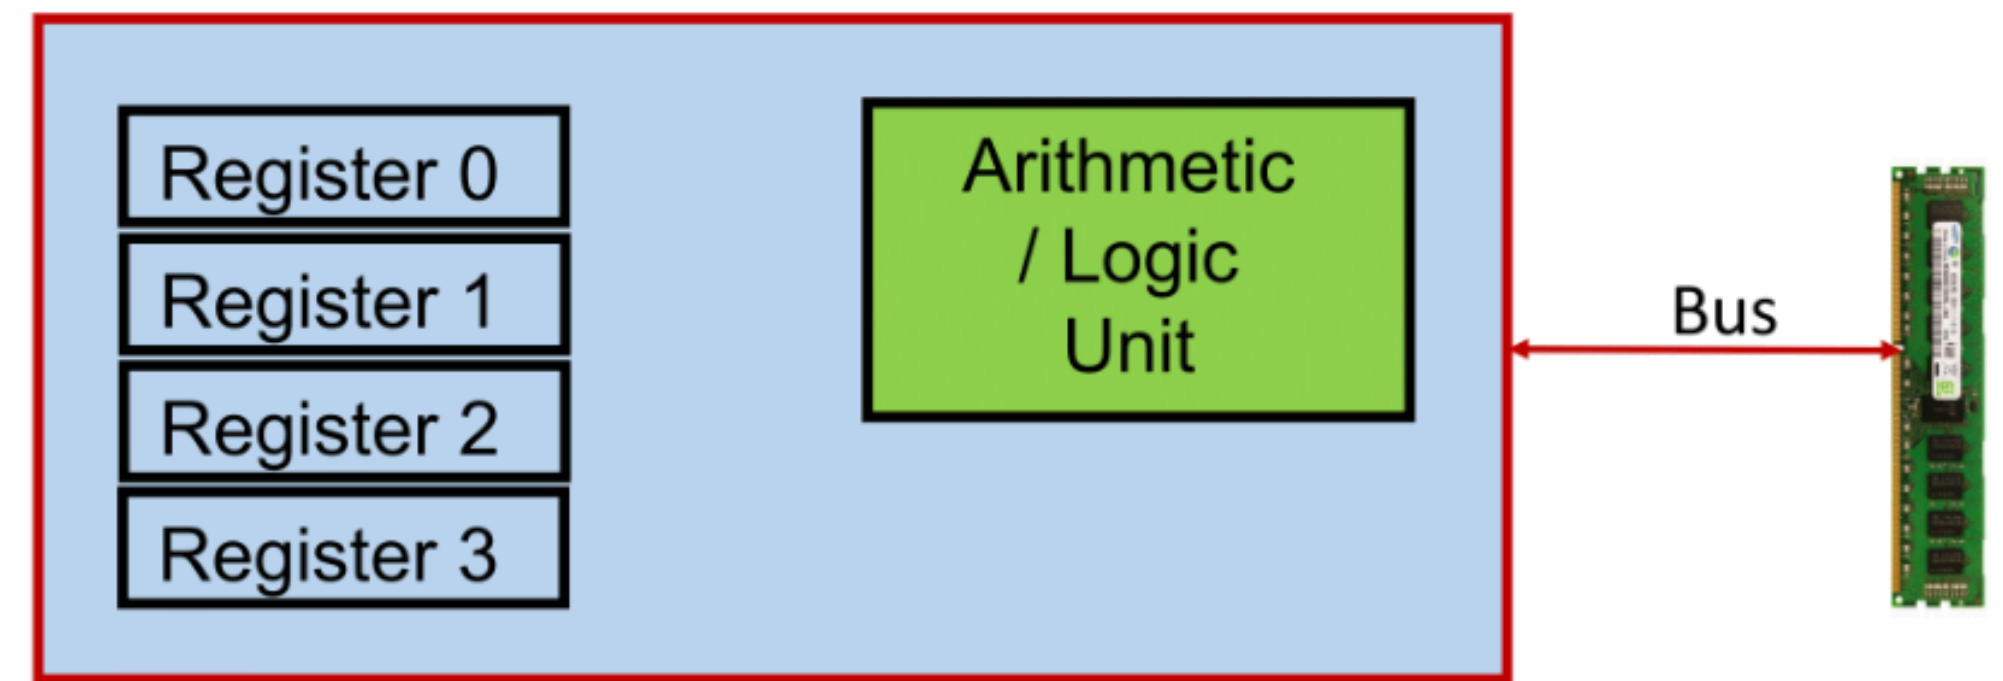 Register 0
Register 1
Register 2
Register 3
Arithmetic
/ Logic
Unit
Bus